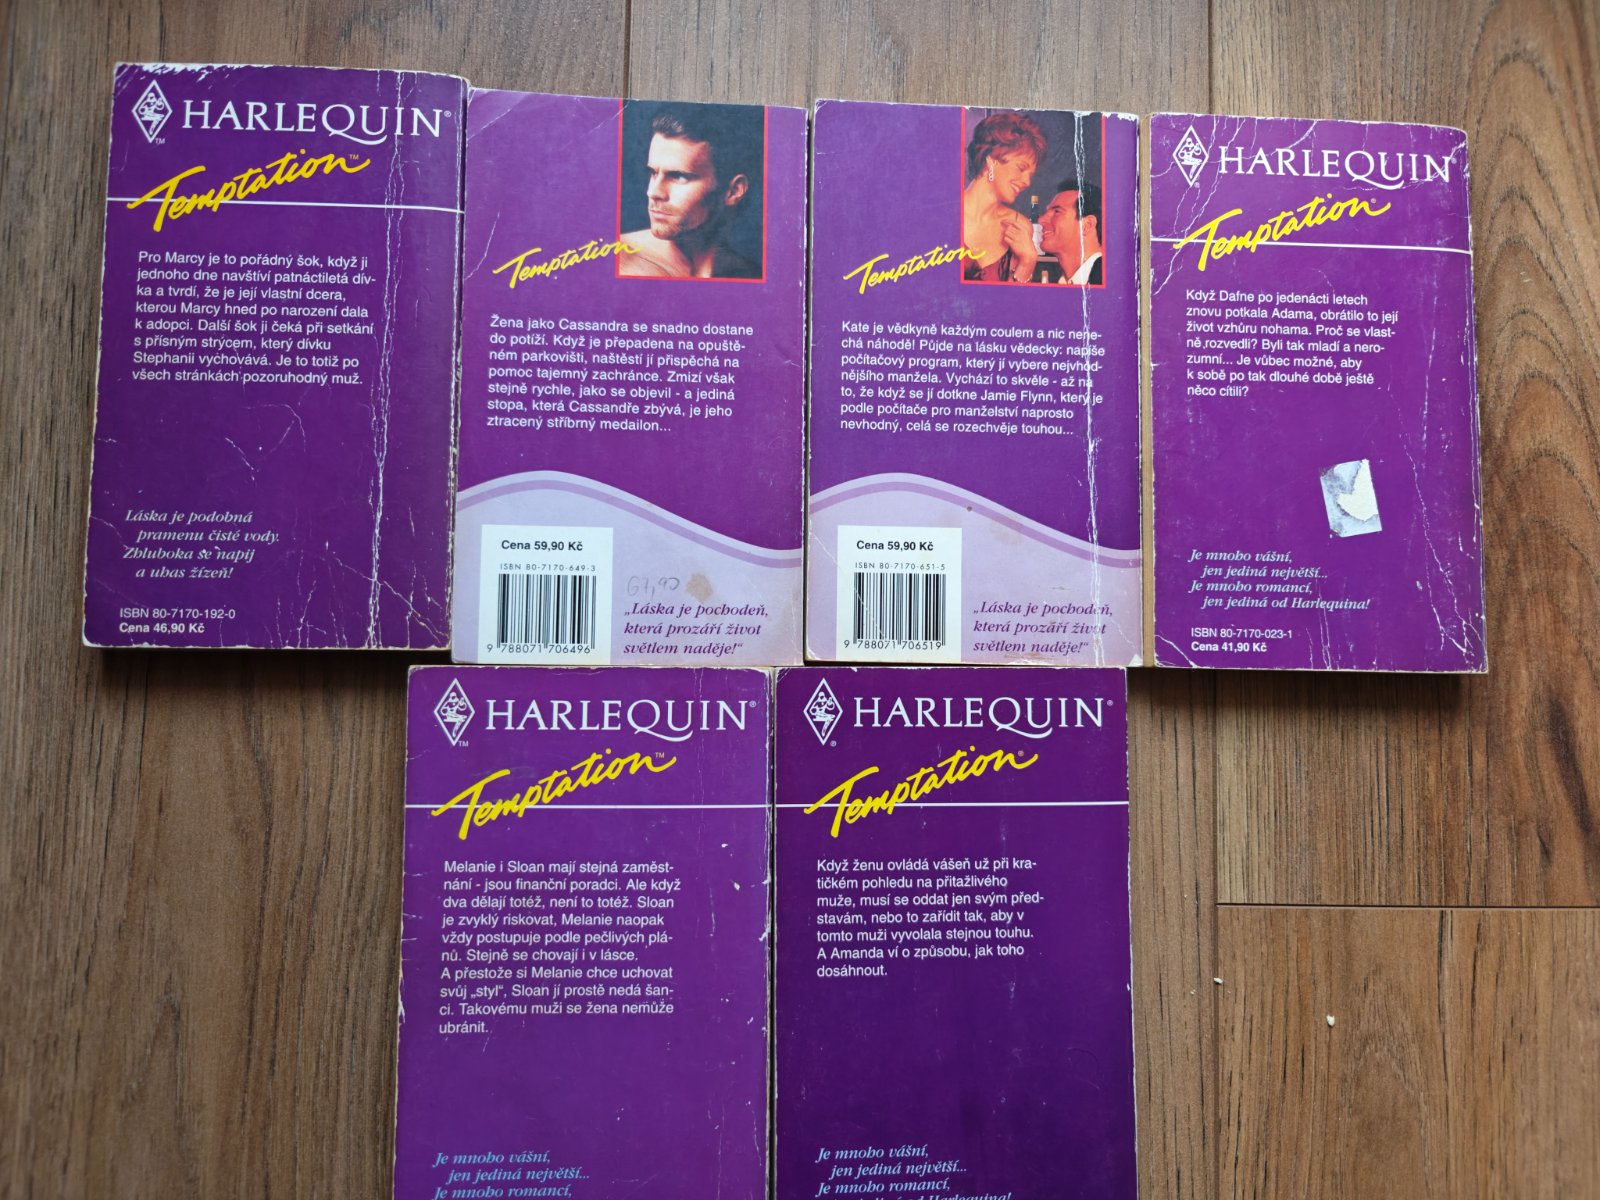 HARLEQUIN®
™
Temptation™
Pro Marcy je to pořádný šok, když ji
jednoho dne navštíví patnáctiletá dív-
ka a tvrdí, že je její vlastní dcera,
kterou Marcy hned po narození dala
k adopci. Další šok ji čeká při setkání
s přísným strýcem, který dívku
Stephanii vychovává. Je to totiž po
všech stránkách pozoruhodný muž.
Láska je podobná
pramenu čisté vody.
Zhluboka se napij
a uhas žízeň!
ISBN 80-7170-192-0
Cena 46,90 Kč
Temptation
Žena jako Cassandra se snadno dostane
do potíží. Když je přepadena na opuště-
ném parkovišti, naštěstí jí přispěchá na
pomoc tajemný zachránce. Zmizí však
stejně rychle, jako se objevil - a jediná
stopa, která Cassandře zbývá, je jeho
ztracený stříbrný medailon...
Cena 59,90 Kč
ISBN 80-7170-649-3
9 788071 706496
67,90
„Láska je pochodeň,
která prozáří život
světlem naděje!“
Temptation
Kate je vědkyně každým coulem a nic nene-
chá náhodě! Půjde na lásku vědecky: napíše
počítačový program, který jí vybere nejvhod-
nějšího manžela. Vychází to skvěle - až na
to, že když se jí dotkne Jamie Flynn, který je
podle počítače pro manželství naprosto
nevhodný, celá se rozechvěje touhou...
Cena 59,90 Kč
ISBN 80-7170-651-5
9 788071 706519
„Láska je pochodeň,
která prozáří život
světlem naděje!“
HARLEQUIN®
®
Temptation®
Když Dafne po jedenácti letech
znovu potkala Adama, obrátilo to její
život vzhůru nohama. Proč se vlast-
ně rozvedli? Byli tak mladí a nero-
zumní... Je vůbec možné, aby
k sobě po tak dlouhé době ještě
něco cítili?
Je mnoho vášní,
jen jediná největší...
Je mnoho romancí,
jen jediná od Harlequina!
ISBN 80-7170-023-1
Cena 41,90 Kč
HARLEQUIN®
™
Temptation™
Melanie i Sloan mají stejná zaměst-
nání - jsou finanční poradci. Ale když
dva dělají totéž, není to totéž. Sloan
je zvyklý riskovat, Melanie naopak
vždy postupuje podle pečlivých plá-
nů. Stejně se chovají i v lásce.
A přestože si Melanie chce uchovat
svůj „styl“, Sloan jí prostě nedá šan-
ci. Takovému muži se žena nemůže
ubránit.
Je mnoho vášní,
jen jediná největší...
Je mnoho romancí,
HARLEQUIN®
®
Temptation®
Když ženu ovládá vášeň už při kra-
tičkém pohledu na přitažlivého
muže, musí se oddat jen svým před-
stavám, nebo to zařídit tak, aby v
tomto muži vyvolala stejnou touhu.
A Amanda ví o způsobu, jak toho
dosáhnout.
Je mnoho vášní,
jen jediná největší...
Je mnoho romancí,
jen jediná od Harlequina!